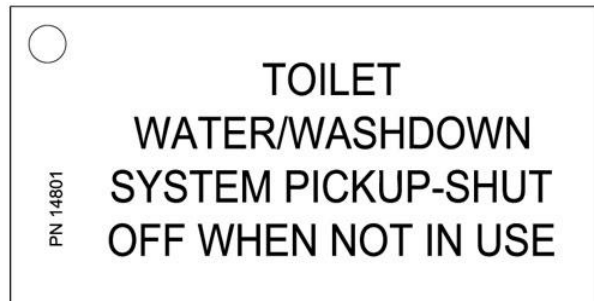 TOILET
WATER/WASHDOWN
SYSTEM PICKUP-SHUT
OFF WHEN NOT IN USE
PN 14801